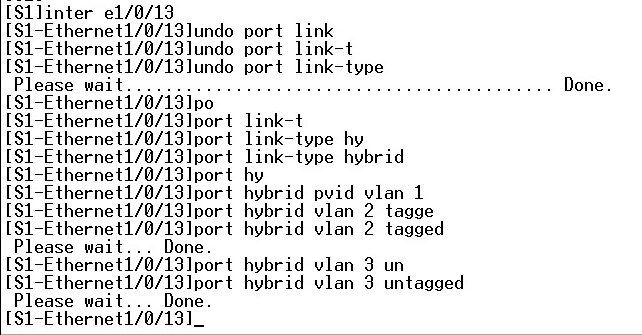 [S1]inter e1/0/13
[S1-Ethernet1/0/13]undo port link
[S1-Ethernet1/0/13]undo port link-t
[S1-Ethernet1/0/13]undo port link-type
 Please wait........................................... Done.
[S1-Ethernet1/0/13]po
[S1-Ethernet1/0/13]port link-t
[S1-Ethernet1/0/13]port link-type hy
[S1-Ethernet1/0/13]port link-type hybrid
[S1-Ethernet1/0/13]port hy
[S1-Ethernet1/0/13]port hybrid pvid vlan 1
[S1-Ethernet1/0/13]port hybrid vlan 2 tagge
[S1-Ethernet1/0/13]port hybrid vlan 2 tagged
 Please wait... Done.
[S1-Ethernet1/0/13]port hybrid vlan 3 un
[S1-Ethernet1/0/13]port hybrid vlan 3 untagged
 Please wait... Done.
[S1-Ethernet1/0/13]_